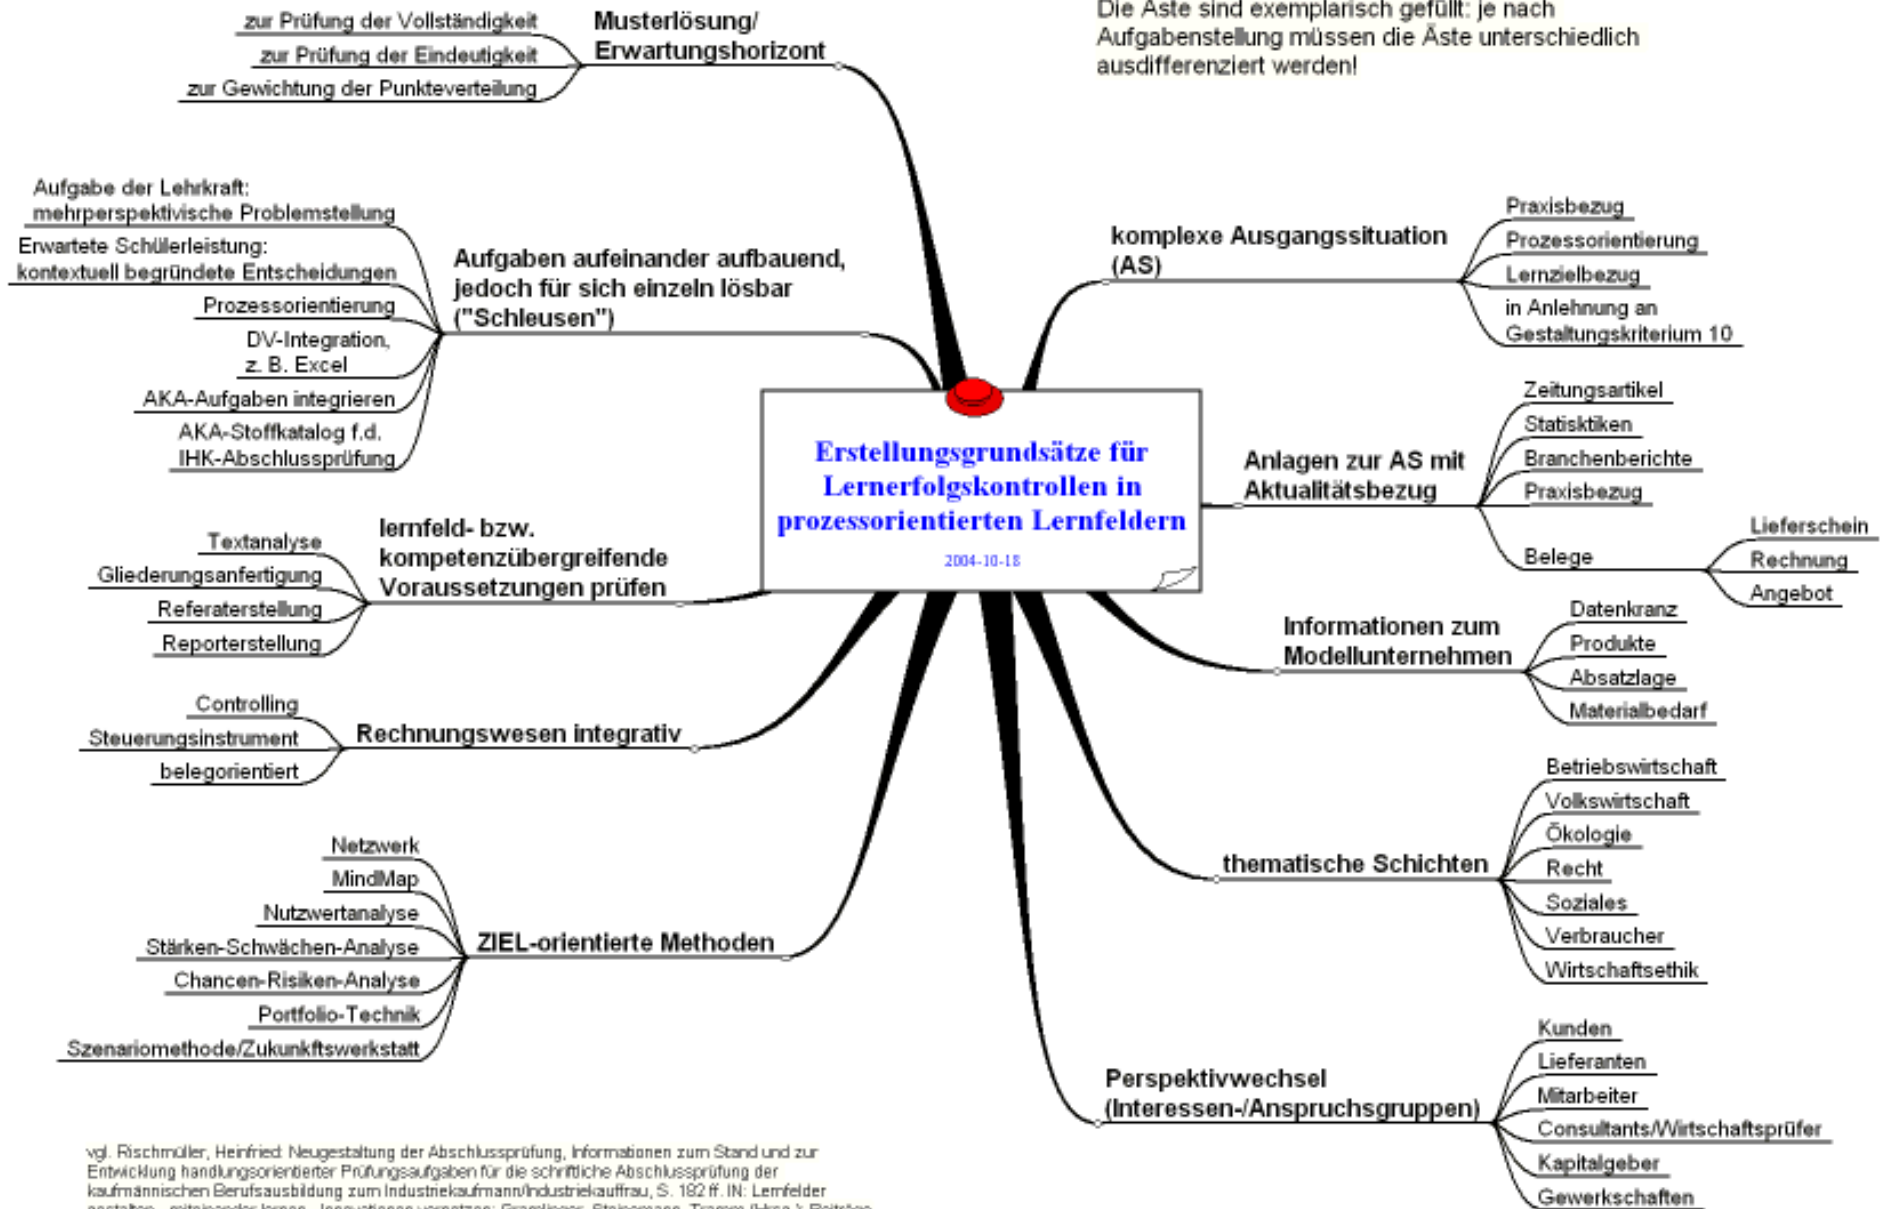 zur Prüfung der Vollständigkeit
zur Prüfung der Eindeutigkeit
zur Gewichtung der Punkteverteilung
Musterlösung/
Erwartungshorizont
Die Äste sind exemplarisch gefüllt: je nach
Aufgabenstellung müssen die Äste unterschiedlich
ausdifferenziert werden!
Aufgabe der Lehrkraft:
mehrperspektivische Problemstellung
Erwartete Schülerleistung:
kontextuell begründete Entscheidungen
Prozessorientierung
DV-Integration,
z. B. Excel
AKA-Aufgaben integrieren
AKA-Stoffkatalog f.d.
IHK-Abschlussprüfung
Aufgaben aufeinander aufbauend,
jedoch für sich einzeln lösbar
("Schleusen")
komplexe Ausgangssituation
(AS)
Praxisbezug
Prozessorientierung
Lernzielbezug
in Anlehnung an
Gestaltungskriterium 10
Erstellungsgrundsätze für
Lernerfolgskontrollen in
prozessorientierten Lernfeldern
2004-10-18
Anlagen zur AS mit
Aktualitätsbezug
Zeitungsartikel
Statisktiken
Branchenberichte
Praxisbezug
Belege
Lieferschein
Rechnung
Angebot
Textanalyse
Gliederungsanfertigung
Referaterstellung
Reporterstellung
lernfeld- bzw.
kompetenzübergreifende
Voraussetzungen prüfen
Informationen zum
Modellunternehmen
Datenkranz
Produkte
Absatzlage
Materialbedarf
Controlling
Steuerungsinstrument
belegorientiert
Rechnungswesen integrativ
thematische Schichten
Betriebswirtschaft
Volkswirtschaft
Ökologie
Recht
Soziales
Verbraucher
Wirtschaftsethik
Netzwerk
MindMap
Nutzwertanalyse
Stärken-Schwächen-Analyse
Chancen-Risiken-Analyse
Portfolio-Technik
Szenariomethode/Zukunkftswerkstatt
ZIEL-orientierte Methoden
Perspektivwechsel
(Interessen-/Anspruchsgruppen)
Kunden
Lieferanten
Mitarbeiter
Consultants/Wirtschaftsprüfer
Kapitalgeber
Gewerkschaften
vgl. Rischmüller, Heinfried: Neugestaltung der Abschlussprüfung, Informationen zum Stand und zur
Entwicklung handlungsorientierter Prüfungsaufgaben für die schriftliche Abschlussprüfung der
kaufmännischen Berufsausbildung zum Industriekaufmann/Industriekauffrau, S. 182 ff. IN: Lernfelder